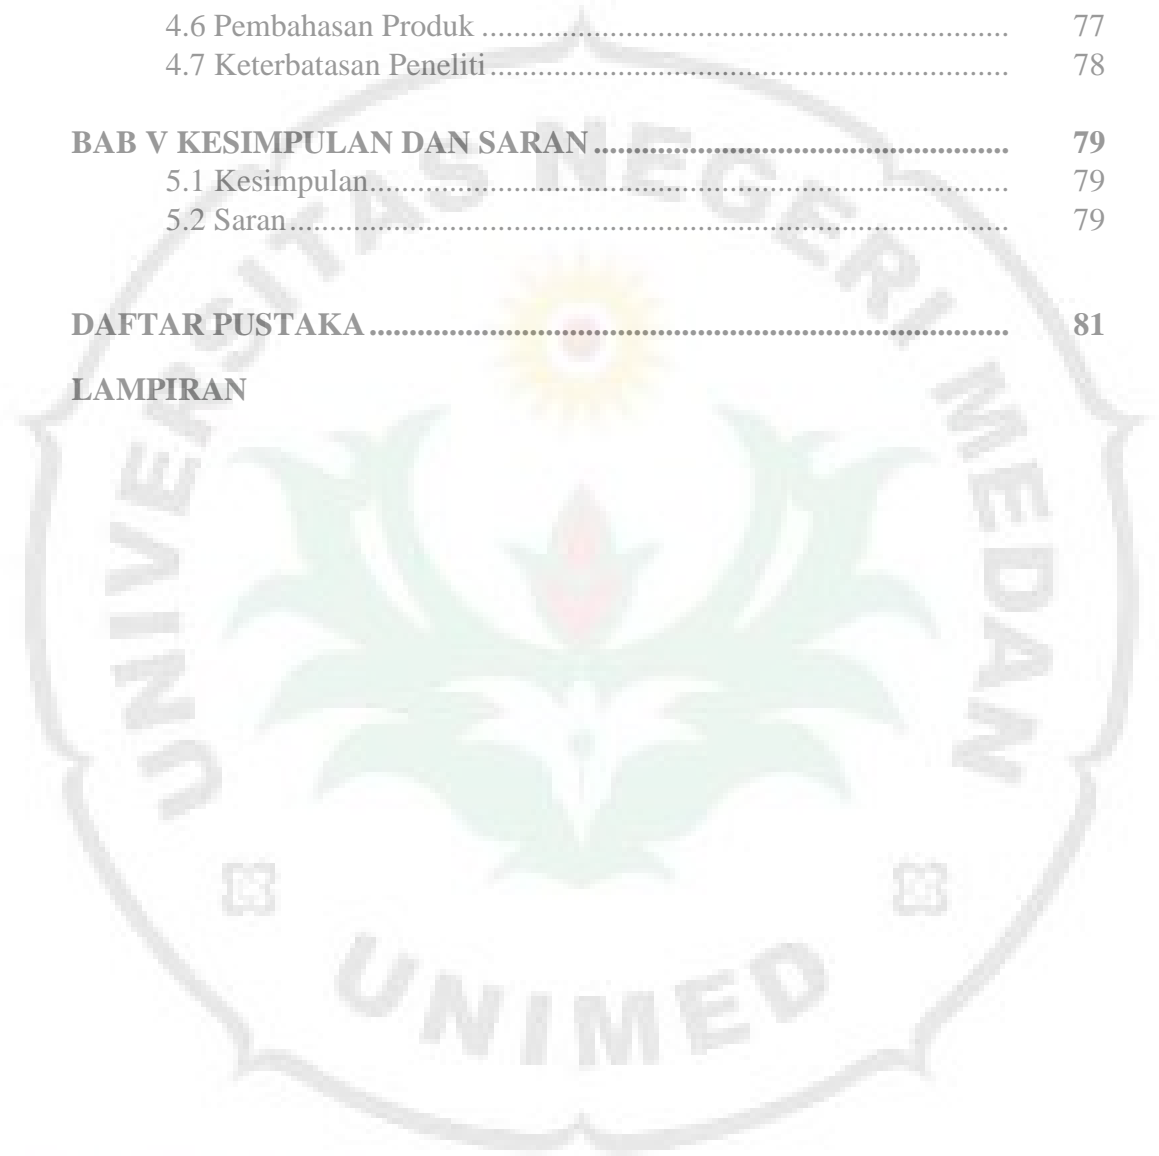 4.6 Pembahasan Produk ................................................................. 77
4.7 Keterbatasan Peneliti ................................................................ 78
BAB V KESIMPULAN DAN SARAN .................................................... 79
5.1 Kesimpulan ............................................................................... 79
5.2 Saran ......................................................................................... 79
DAFTAR PUSTAKA ............................................................................... 81
LAMPIRAN
UNIVERSITAS NEGERI MEDAN
UNIMED